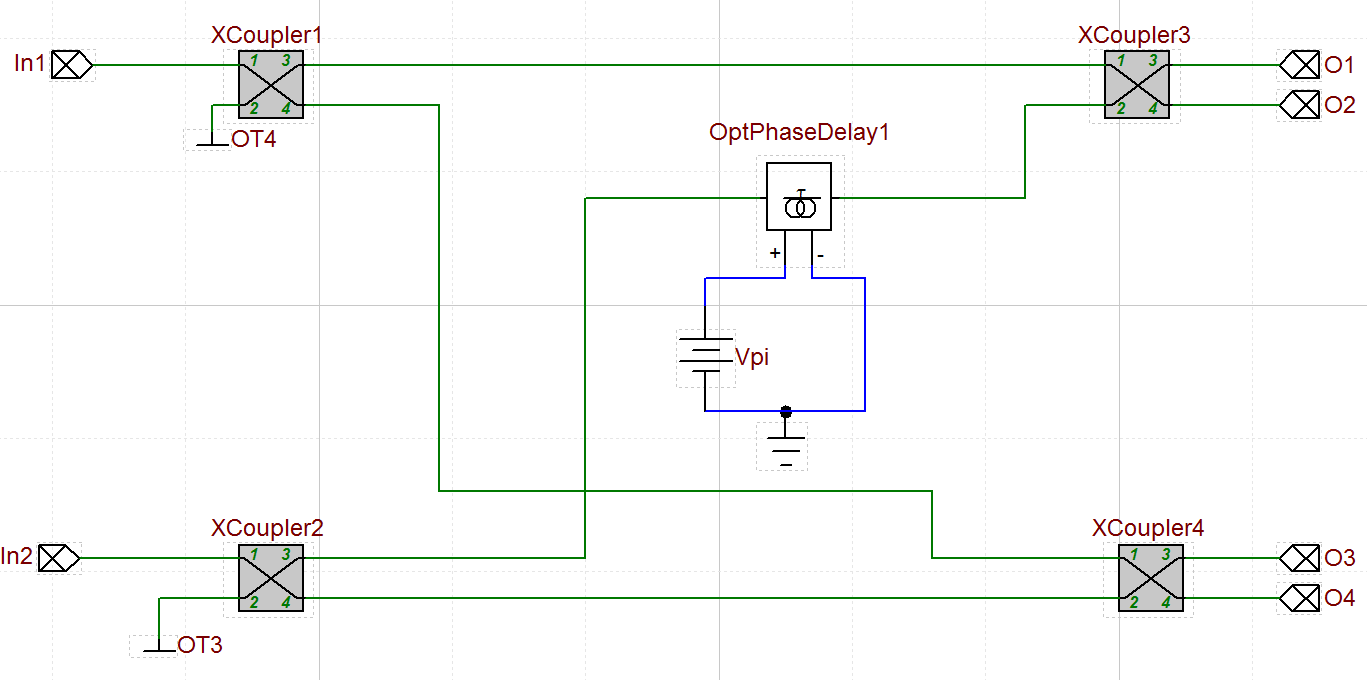 XCoupler1
XCoupler3
In1
1 3
2 4
OT4
1 3
2 4
O1
O2
OptPhaseDelay1
τ
+ -
Vpi
XCoupler2
XCoupler4
In2
1 3
2 4
OT3
1 3
2 4
O3
O4